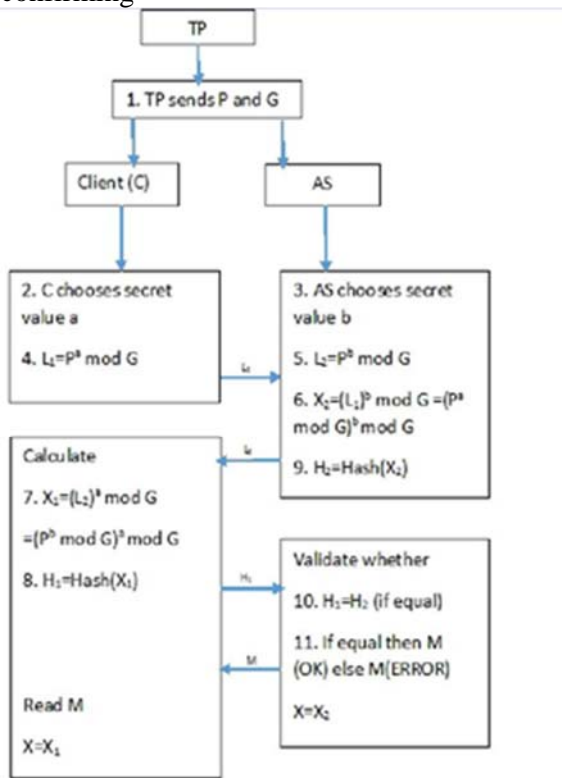 confirming
TP
1. TP sends P and G
Client (C)
AS
2. C chooses secret
value a
4. L₁=Pᵃ mod G
3. AS chooses secret
value b
5. L₂=Pᵇ mod G
6. X₂=(L₁)ᵇ mod G =(Pᵃ
mod G)ᵇ mod G
9. H₂=Hash(X₂)
Calculate
7. X₁=(L₂)ᵃ mod G
=(Pᵇ mod G)ᵃ mod G
8. H₁=Hash(X₁)
H₁
Validate whether
10. H₁=H₂ (if equal)
11. If equal then M
(OK) else M(ERROR)
X=X₂
M
Read M
X=X₁